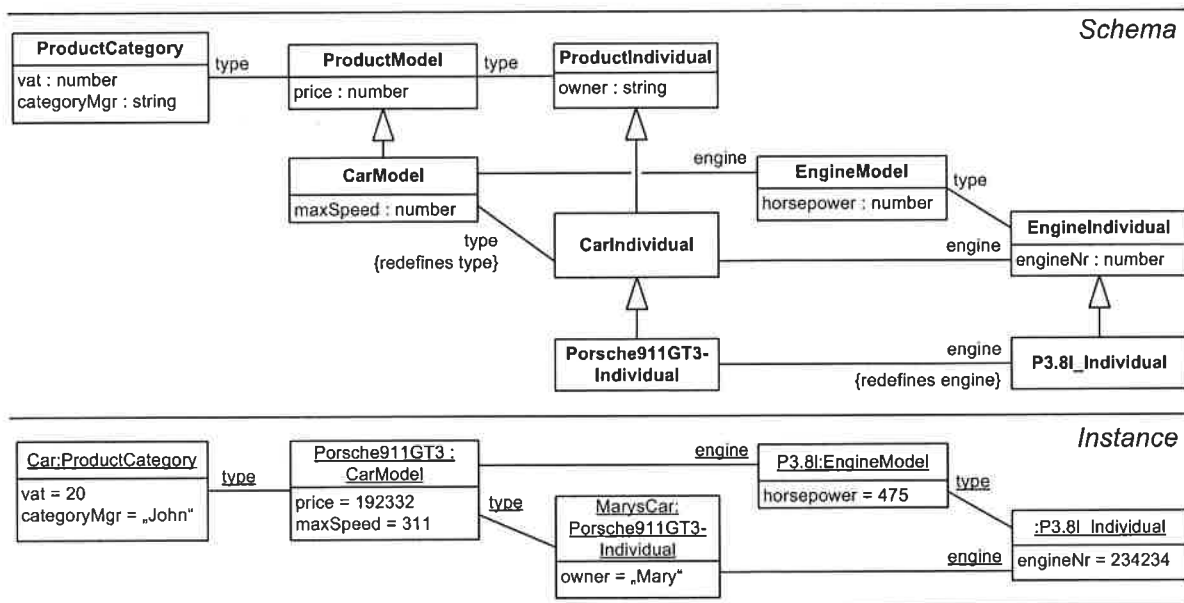 Schema
ProductCategory
vat : number
categoryMgr : string
type
ProductModel
price : number
type
ProductIndividual
owner : string
CarModel
maxSpeed : number
engine
EngineModel
horsepower : number
type
type
{redefines type}
CarIndividual
engine
EngineIndividual
engineNr : number
Porsche911GT3-
Individual
engine
{redefines engine}
P3.8l_Individual
Instance
Car:ProductCategory
vat = 20
categoryMgr = „John“
type
Porsche911GT3 :
CarModel
price = 192332
maxSpeed = 311
engine
P3.8l:EngineModel
horsepower = 475
type
type
MarysCar:
Porsche911GT3-
Individual
owner = „Mary“
engine
:P3.8l_Individual
engineNr = 234234